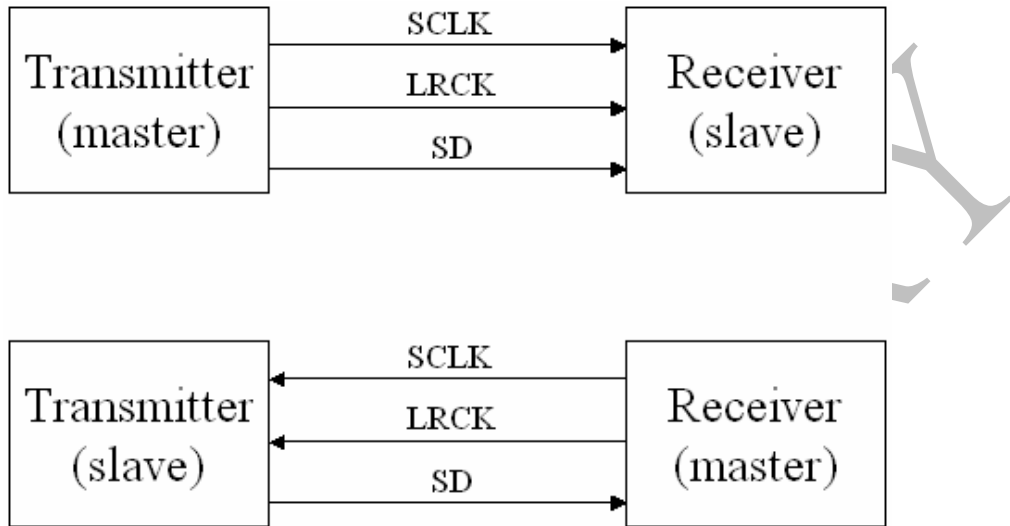 SCLK
Transmitter
(master)
LRCK
SD
Receiver
(slave)
SCLK
Transmitter
(slave)
LRCK
SD
Receiver
(master)
Y